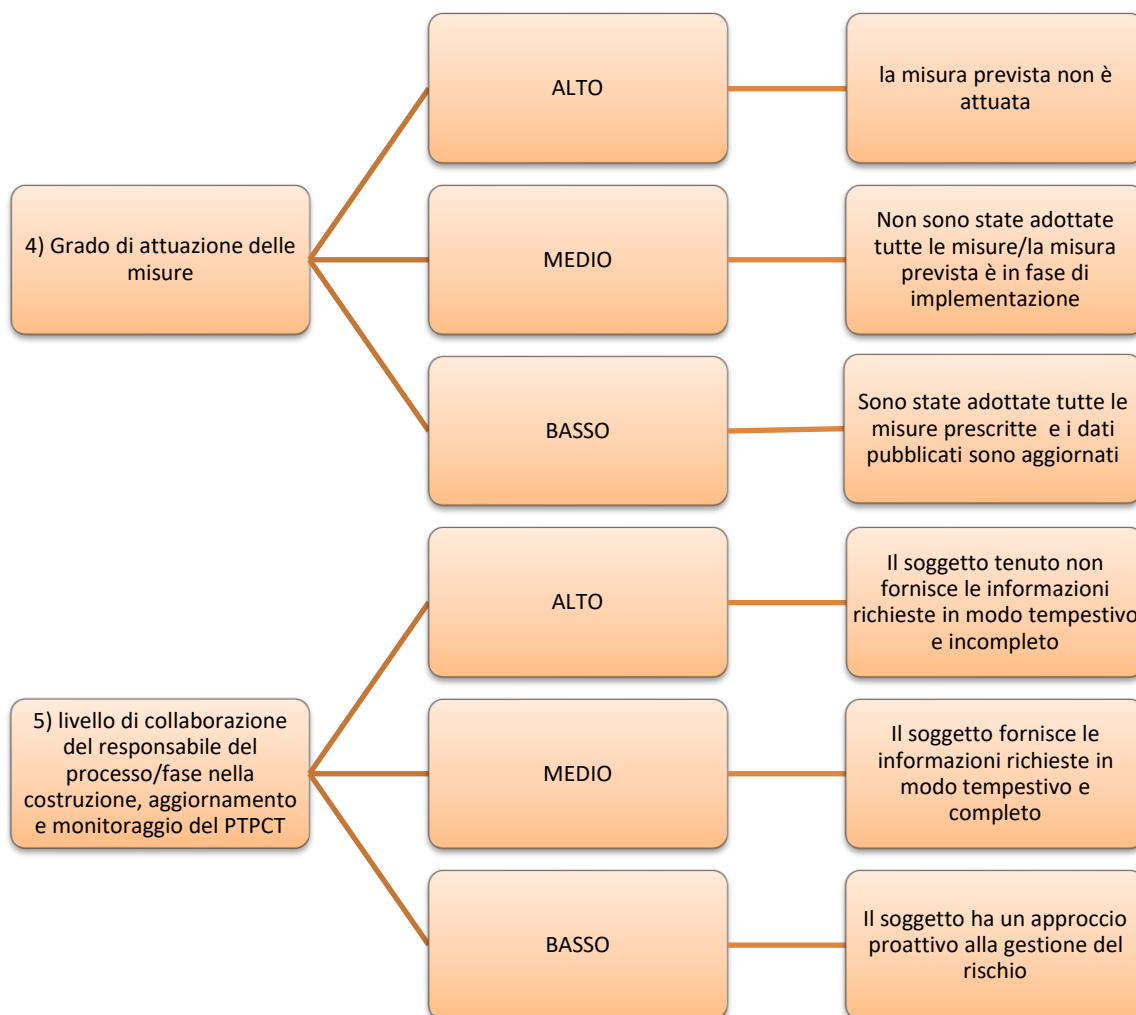 4) Grado di attuazione delle
misure
ALTO
la misura prevista non è
attuata
MEDIO
Non sono state adottate
tutte le misure/la misura
prevista è in fase di
implementazione
BASSO
Sono state adottate tutte le
misure prescritte  e i dati
pubblicati sono aggiornati
5) livello di collaborazione
del responsabile del
processo/fase nella
costruzione, aggiornamento
e monitoraggio del PTPCT
ALTO
Il soggetto tenuto non
fornisce le informazioni
richieste in modo tempestivo
e incompleto
MEDIO
Il soggetto fornisce le
informazioni richieste in
modo tempestivo e
completo
BASSO
Il soggetto ha un approccio
proattivo alla gestione del
rischio